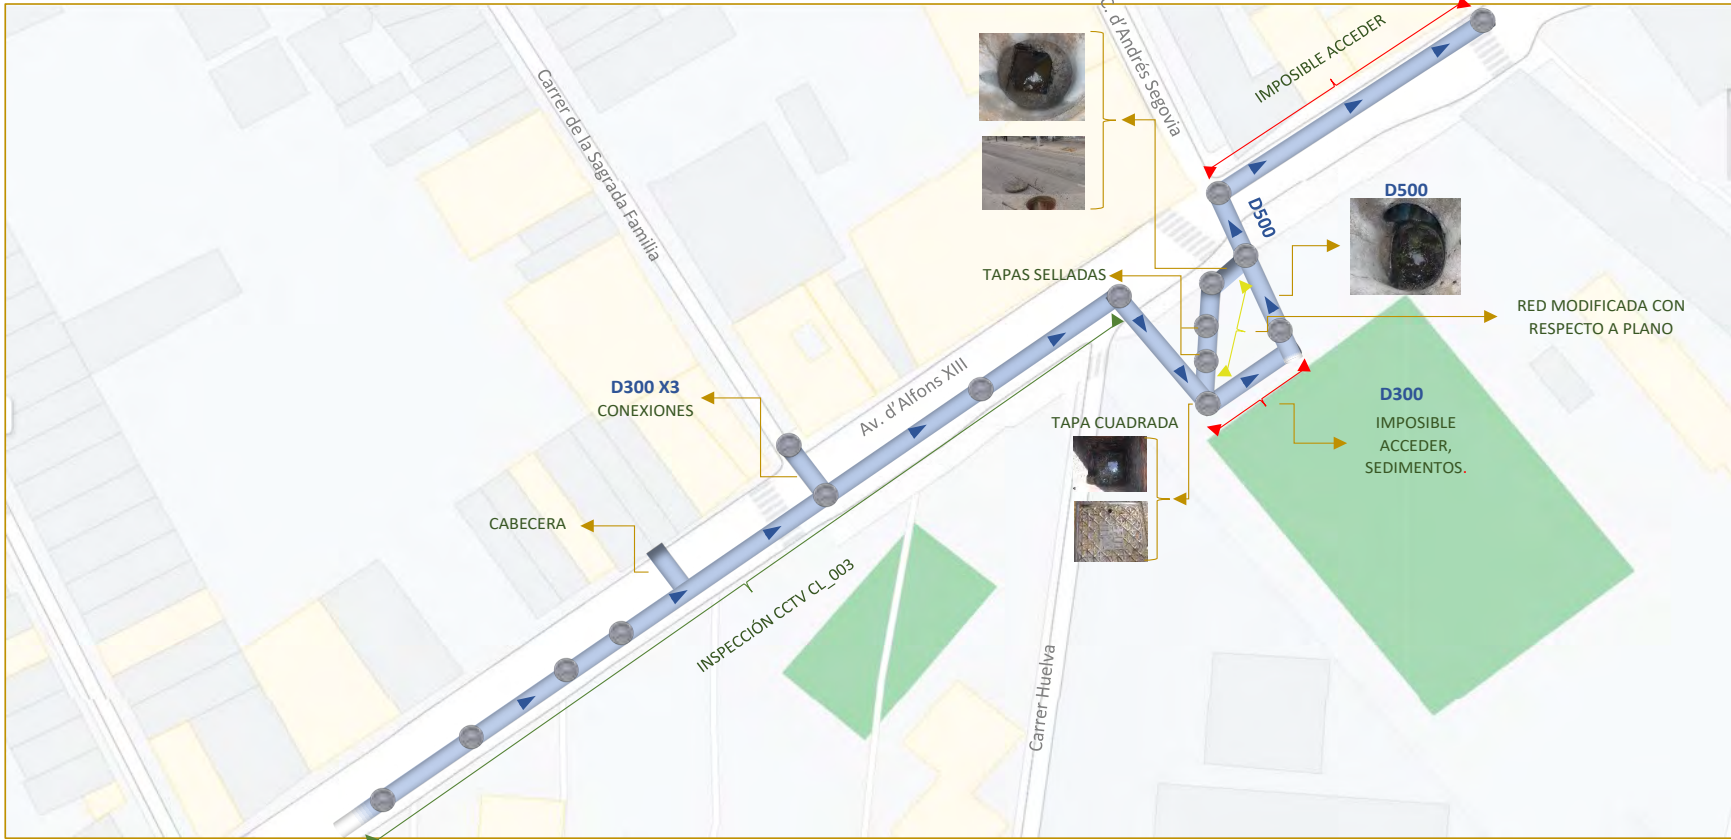 C. d'Andrés Segovia
IMPOSIBLE ACCEDER
Carrer de la Sagrada Familia
D500
D500
TAPAS SELLADAS
RED MODIFICADA CON
RESPECTO A PLANO
Av. d'Alfons XIII
D300 X3
CONEXIONES
D300
IMPOSIBLE
ACCEDER,
SEDIMENTOS.
TAPA CUADRADA
CABECERA
INSPECCIÓN CCTV CL_003
Carrer Huelva